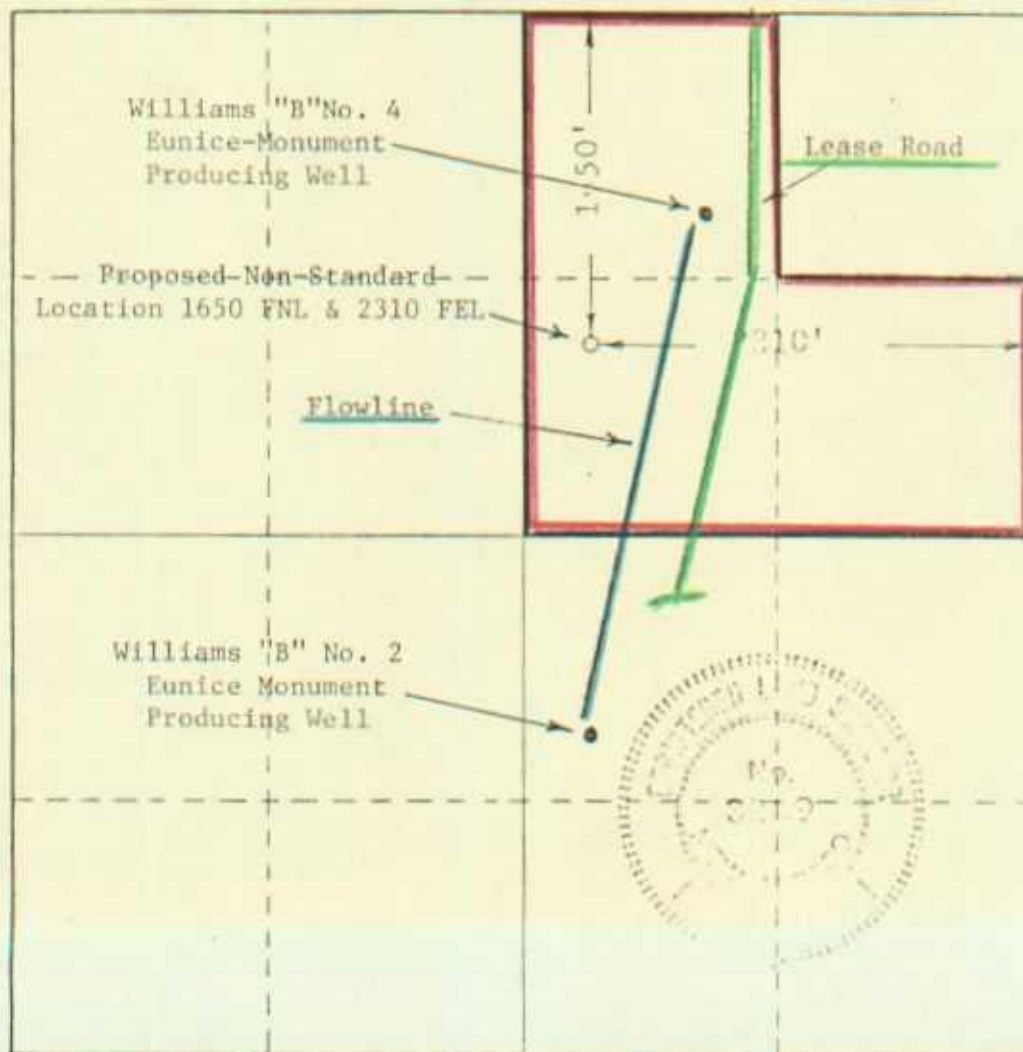 Williams "B" No. 4
Eunice-Monument
Producing Well
Lease Road
Proposed Non-Standard
Location 1650 FNL & 2310 FEL
Flowline
Williams "B" No. 2
Eunice Monument
Producing Well
No.